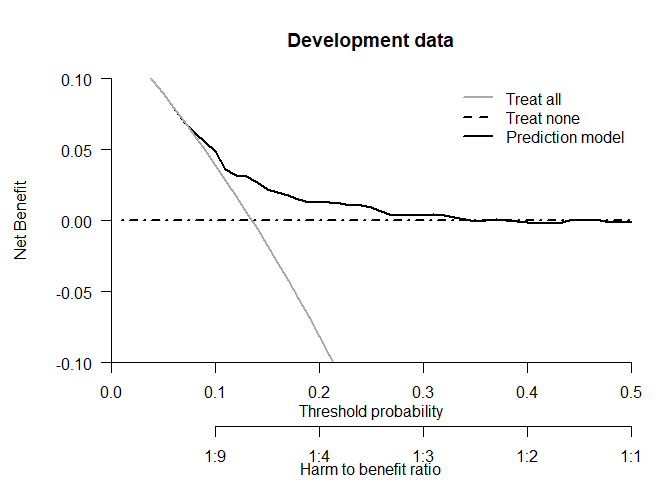 Development data
Treat all
Treat none
Prediction model
Net Benefit
0.10
0.05
0.00
-0.05
-0.10
0.0 0.1 0.2 0.3 0.4 0.5
Threshold probability
1:9 1:4 1:3 1:2 1:1
Harm to benefit ratio